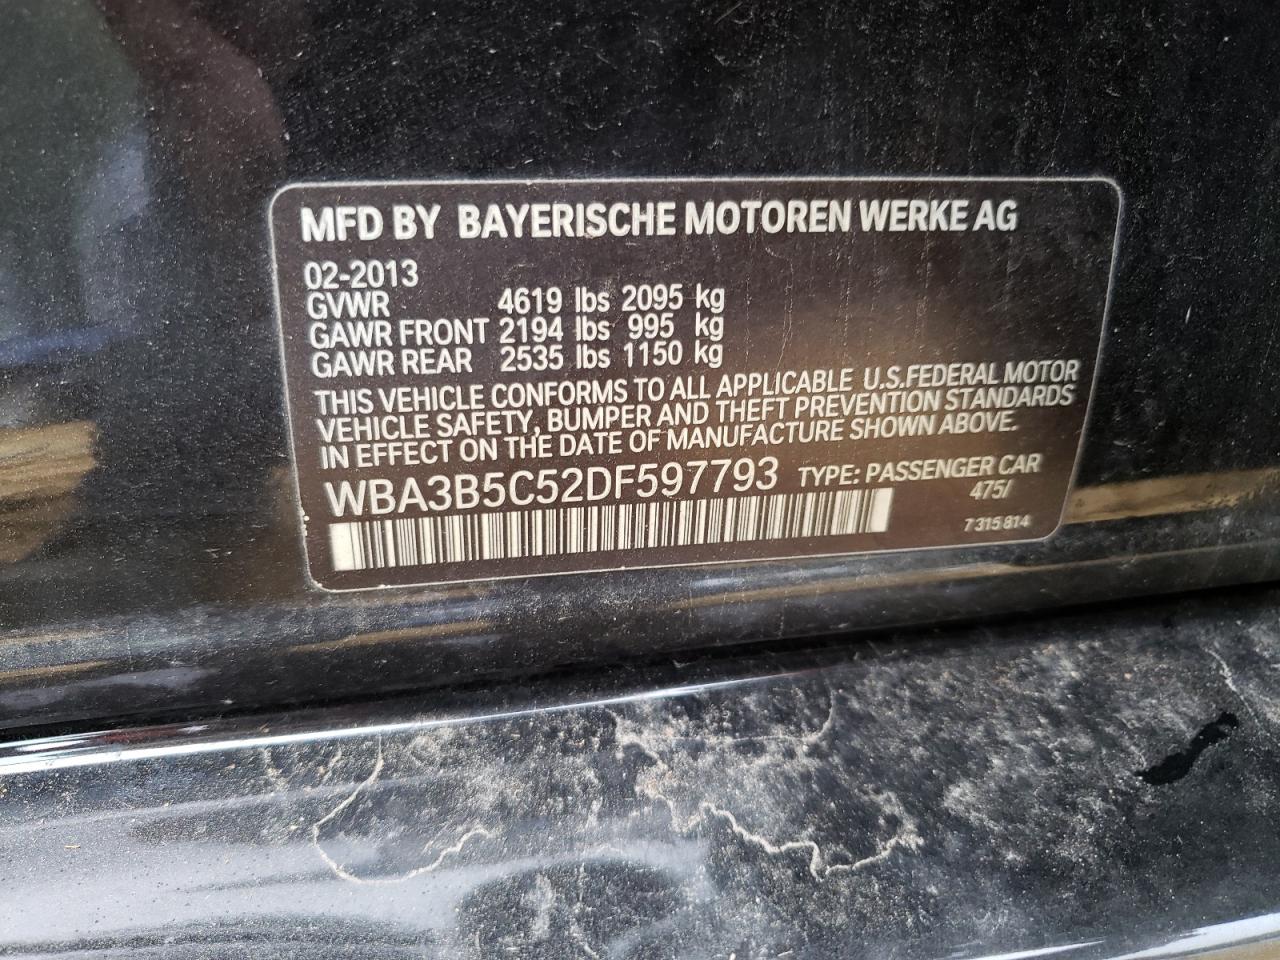 MFD BY BAYERISCHE MOTOREN WERKE AG
02-2013
GVWR 4619 lbs 2095 kg
GAWR FRONT 2194 lbs 995 kg
GAWR REAR 2535 lbs 1150 kg
THIS VEHICLE CONFORMS TO ALL APPLICABLE U.S.FEDERAL MOTOR
VEHICLE SAFETY, BUMPER AND THEFT PREVENTION STANDARDS
IN EFFECT ON THE DATE OF MANUFACTURE SHOWN ABOVE.
WBA3B5C52DF597793 TYPE: PASSENGER CAR
475/
7 315 814